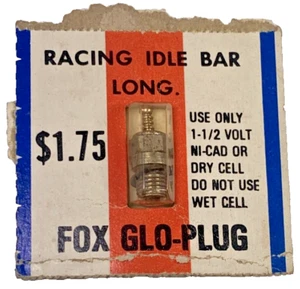 RACING IDLE BAR
LONG.
$1.75
USE ONLY
1-1/2 VOLT
NI-CAD OR
DRY CELL
DO NOT USE
WET CELL
FOX GLO-PLUG